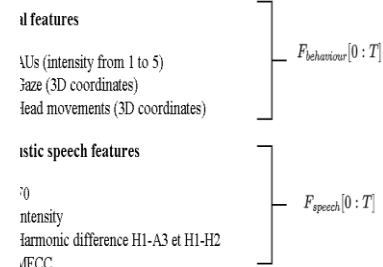 features
AUs (intensity from 1 to 5)
Gaze (3D coordinates)
Head movements (3D coordinates)
F_behaviour[0 : T]
speech features
F0
ntensity
Harmonic difference H1-A3 et H1-H2
MFCC
F_speech[0 : T]